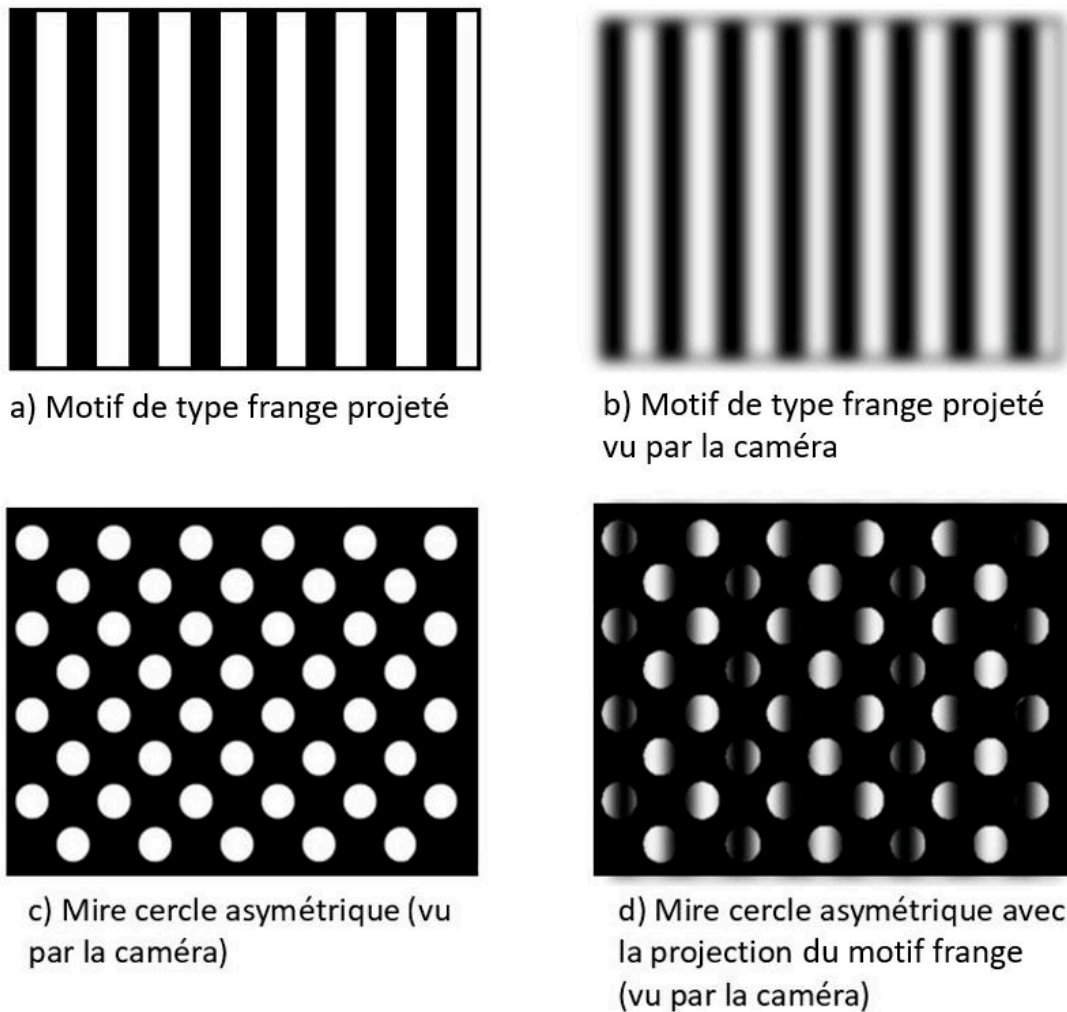 a) Motif de type frange projeté
b) Motif de type frange projeté
vu par la caméra
c) Mire cercle asymétrique (vu
par la caméra)
d) Mire cercle asymétrique avec
la projection du motif frange
(vu par la caméra)